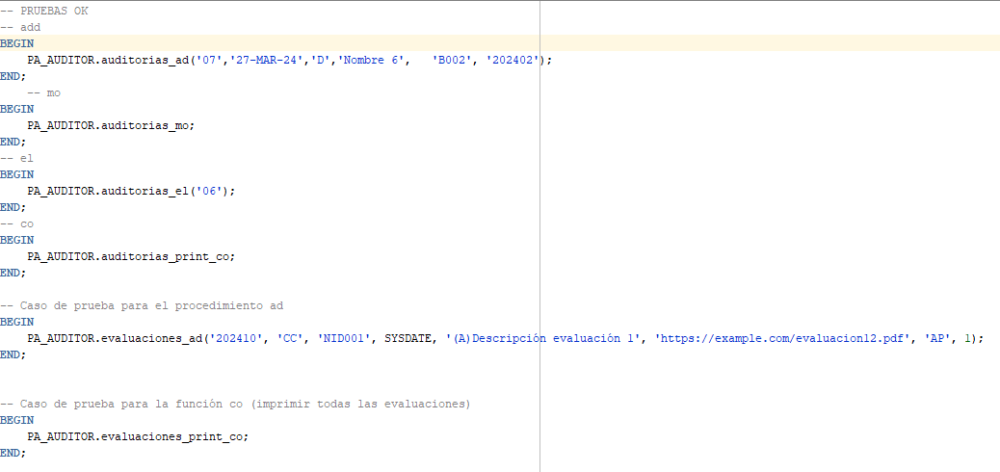 -- PRUEBAS OK
-- add
BEGIN
    PA_AUDITOR.auditorias_ad('07','27-MAR-24','D','Nombre 6',   'B002', '202402');
END;
    -- mo
BEGIN
    PA_AUDITOR.auditorias_mo;
END;
-- el
BEGIN
    PA_AUDITOR.auditorias_el('06');
END;
-- co
BEGIN
    PA_AUDITOR.auditorias_print_co;
END;

-- Caso de prueba para el procedimiento ad
BEGIN
    PA_AUDITOR.evaluaciones_ad('202410', 'CC', 'NID001', SYSDATE, '(A)Descripción evaluación 1', 'https://example.com/evaluacion12.pdf', 'AP', 1);
END;


-- Caso de prueba para la función co (imprimir todas las evaluaciones)
BEGIN
    PA_AUDITOR.evaluaciones_print_co;
END;